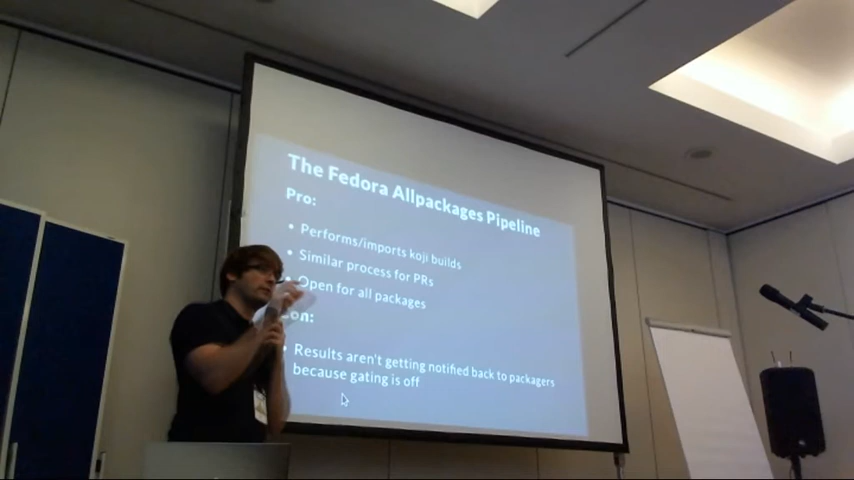 The Fedora Allpackages Pipeline
Pro:
• Performs/imports koji builds
• Similar process for PRs
• Open for all packages
Con:
• Results aren't getting notified back to packagers
because gating is off